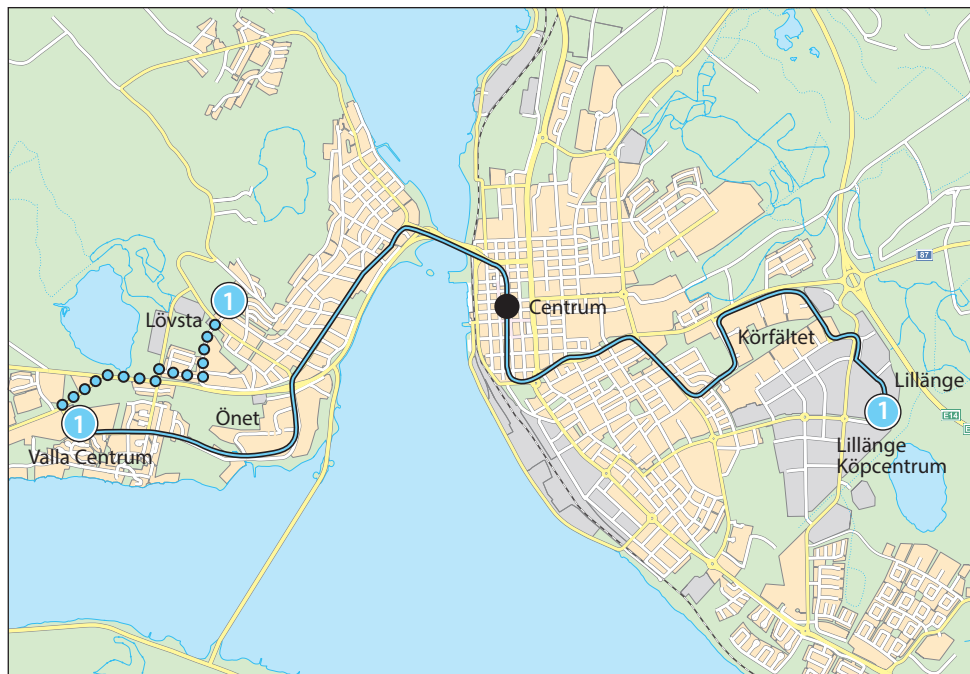 87
1
Centrum
Lövsta
Körfältet
Lillänge
1
Önet
1
E14
Valla Centrum
Lillänge
Köpcentrum